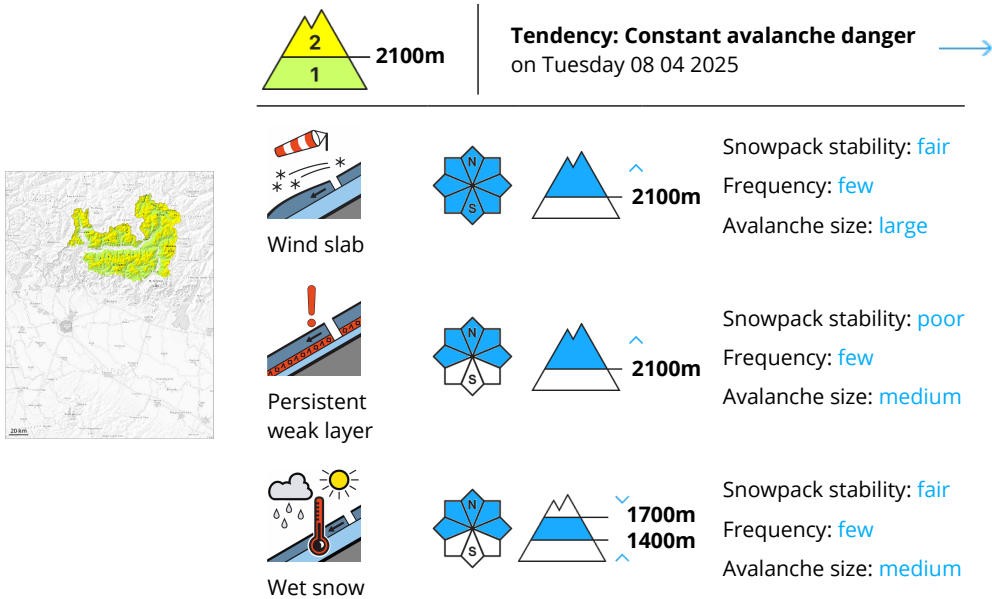 2
1
2100m
Tendency: Constant avalanche danger
on Tuesday 08 04 2025
N
S
2100m
Wind slab
Snowpack stability: fair
Frequency: few
Avalanche size: large
N
S
2100m
Persistent
weak layer
Snowpack stability: poor
Frequency: few
Avalanche size: medium
N
S
1700m
1400m
Wet snow
Snowpack stability: fair
Frequency: few
Avalanche size: medium
20 km